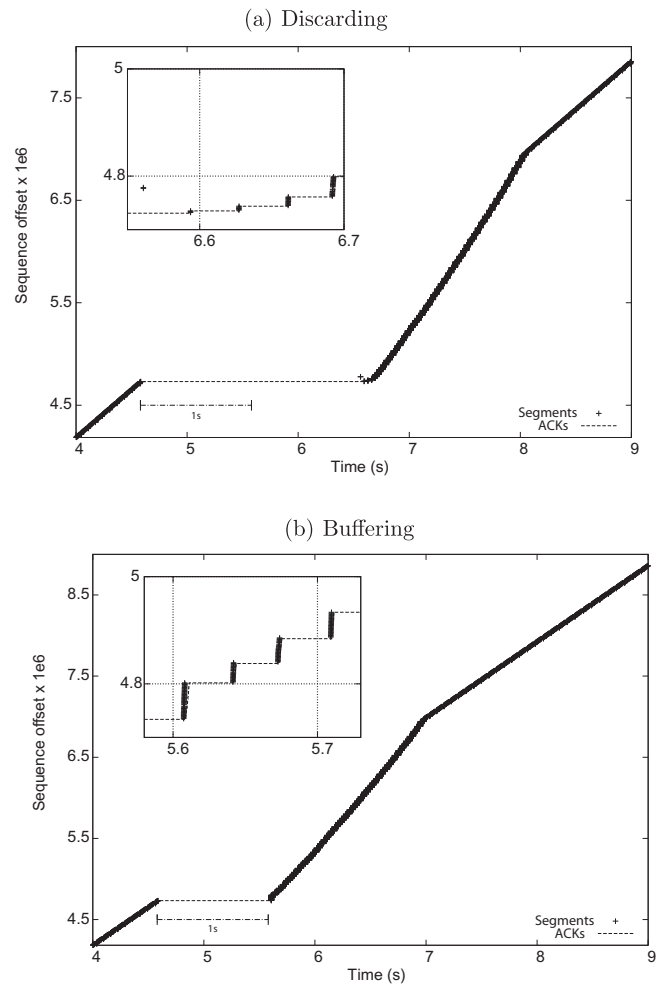 (a) Discarding
7.5
6.5
5.5
4.5
Sequence offset x 1e6
5
4.8
6.6
6.7
1s
Segments
ACKs
4
5
6
7
8
9
Time (s)
(b) Buffering
8.5
7.5
6.5
5.5
4.5
Sequence offset x 1e6
5
4.8
5.6
5.7
1s
Segments
ACKs
4
5
6
7
8
9
Time (s)